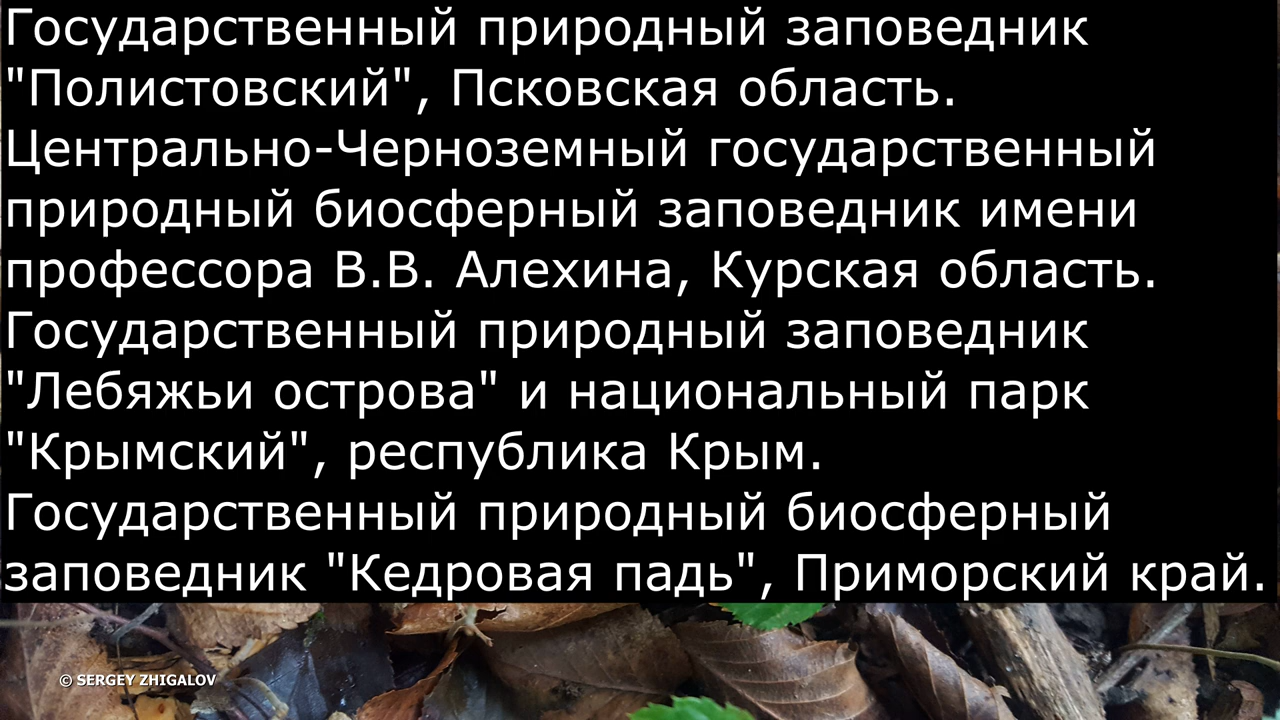 Государственный природный заповедник
"Полистовский", Псковская область.
Центрально-Черноземный государственный
природный биосферный заповедник имени
профессора В.В. Алехина, Курская область.
Государственный природный заповедник
"Лебяжьи острова" и национальный парк
"Крымский", республика Крым.
Государственный природный биосферный
заповедник "Кедровая падь", Приморский край.
© SERGEY ZHIGALOV